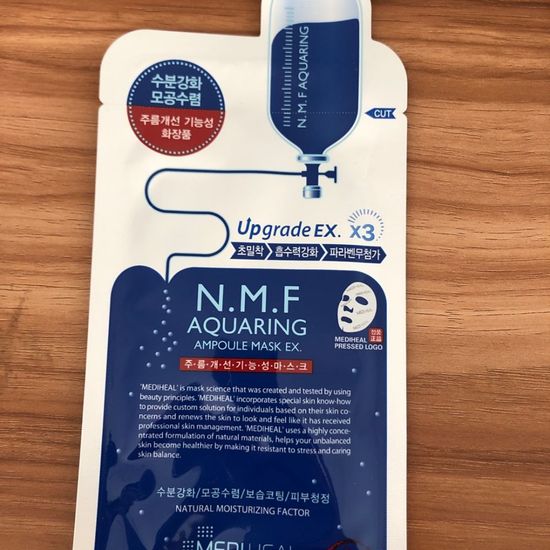 N.M.F AQUARING
수분강화
모공수렴
주름개선 기능성
화장품
CUT
Upgrade EX. x3
초밀착 흡수력강화 파라벤무첨가
N.M.F
AQUARING
AMPOULE MASK EX.
주·름·개·선·기·능·성·마·스·크
MEDIHEAL
PRESSED LOGO
正品
'MEDIHEAL' is mask science that was created and tested by using
beauty principles. 'MEDIHEAL' incorporates special skin know-how
to provide custom solution for individuals based on their skin co-
ncerns and renews the skin to look and feel like it has received
professional skin management. 'MEDIHEAL' uses a highly conce-
ntrated formulation of natural materials, helps your unbalanced
skin become healthier by making it resistant to stress and caring
skin balance.
수분강화/모공수렴/보습코팅/피부청정
NATURAL MOISTURIZING FACTOR
MEDIHEAL